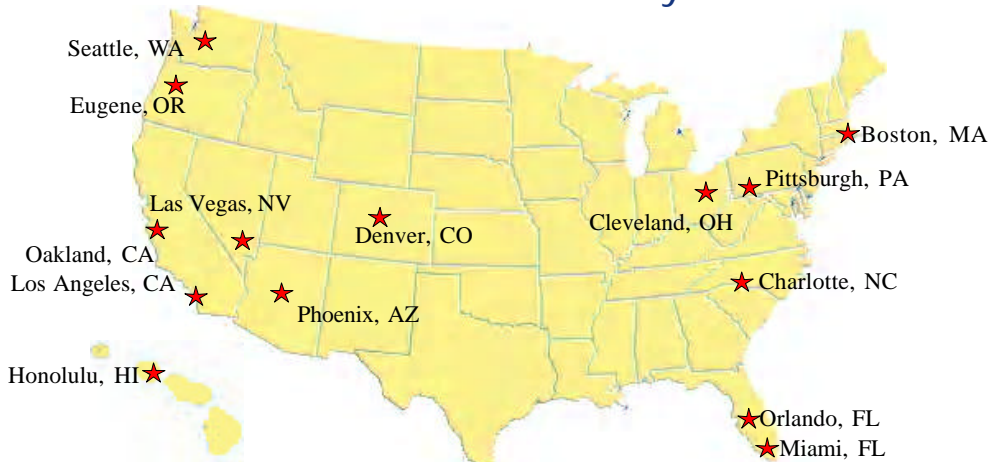 Seattle, WA
Eugene, OR
Boston, MA
Pittsburgh, PA
Las Vegas, NV
Cleveland, OH
Denver, CO
Oakland, CA
Los Angeles, CA
Charlotte, NC
Phoenix, AZ
Honolulu, HI
Orlando, FL
Miami, FL